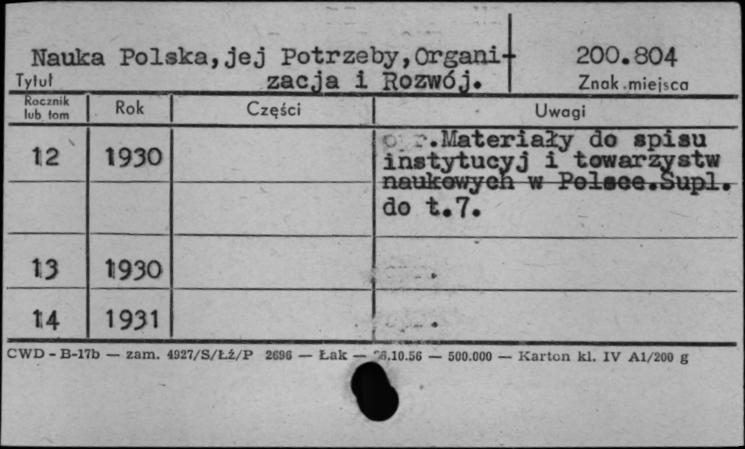 Nauka Polska,jej Potrzeby,Organi-
zacja i Rozwój.
200.804
Tytuł
Znak miejsca
Rocznik lub tom Rok Części Uwagi
12 1930 .Materiały do spisu
instytucyj i towarzystw
naukowych w Polsce.Supl.
do t.7.
13 1930
14 1931
CWD - B-17b — zam. 4927/S/ŁŻ/P 2696 — Łak — 10.56 — 500.000 — Karton kl. IV A1/200 g